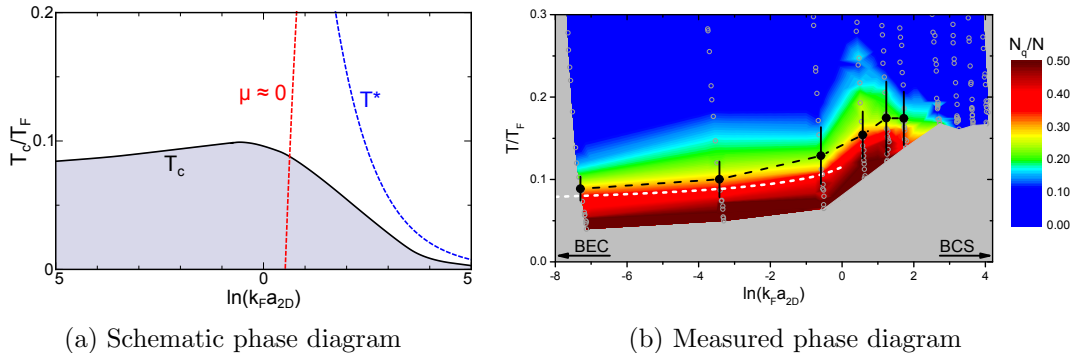 0.2
0.1
0
T_c/T_F
μ ≈ 0
T*
T_c
5
2
0
2
5
ln(k_F a_2D)
(a) Schematic phase diagram
0.3
0.2
0.1
0.0
T/T_F
BEC
BCS
-8
-6
-4
-2
0
2
4
ln(k_F a_2D)
N_q/N
0.50
0.40
0.30
0.20
0.10
0.00
(b) Measured phase diagram